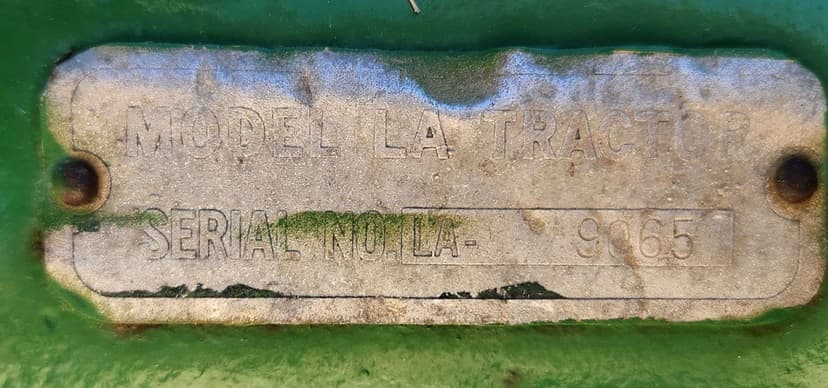 MODEL LA TRACTOR
SERIAL NO. LA- 9065